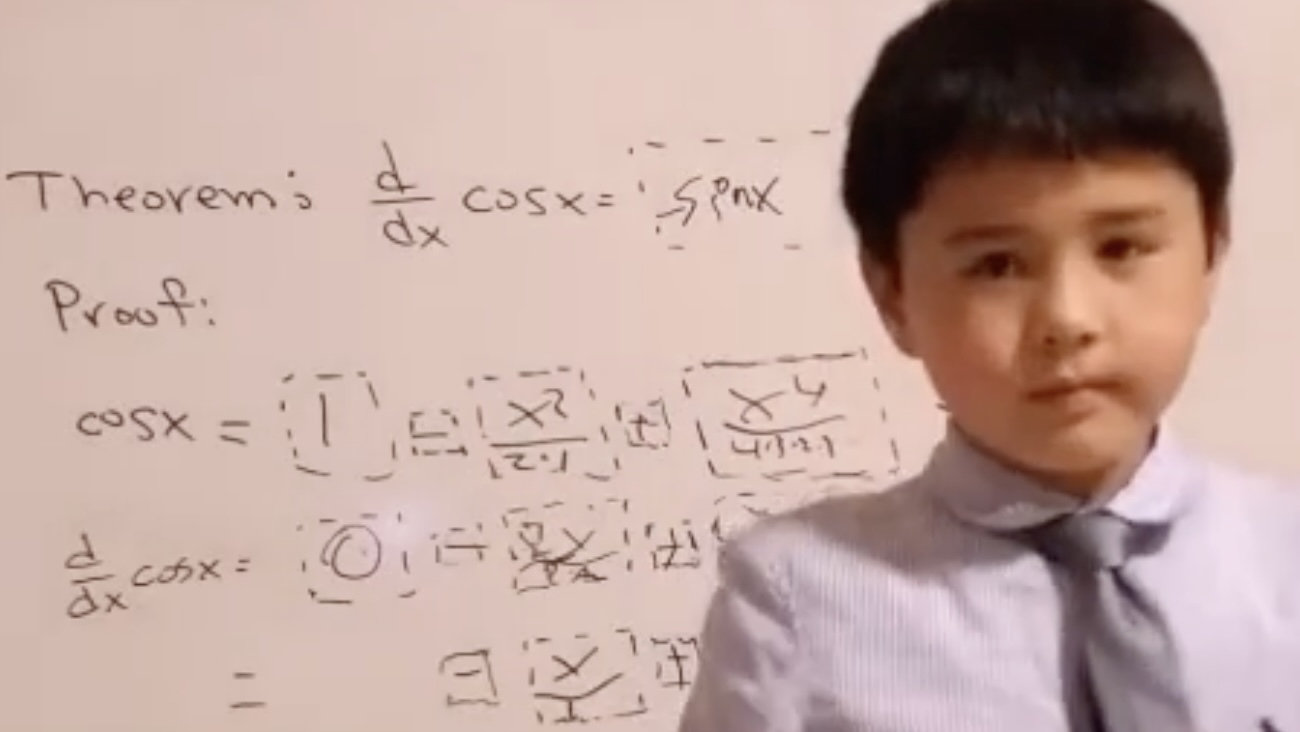 Theorem: d/dx cosx = -sinx
Proof:
cosx = 1 - x²/2·1 + x⁴/4·3·2·1
d/dx cosx = 0 - 2x/2·1 +
= - x/1 +